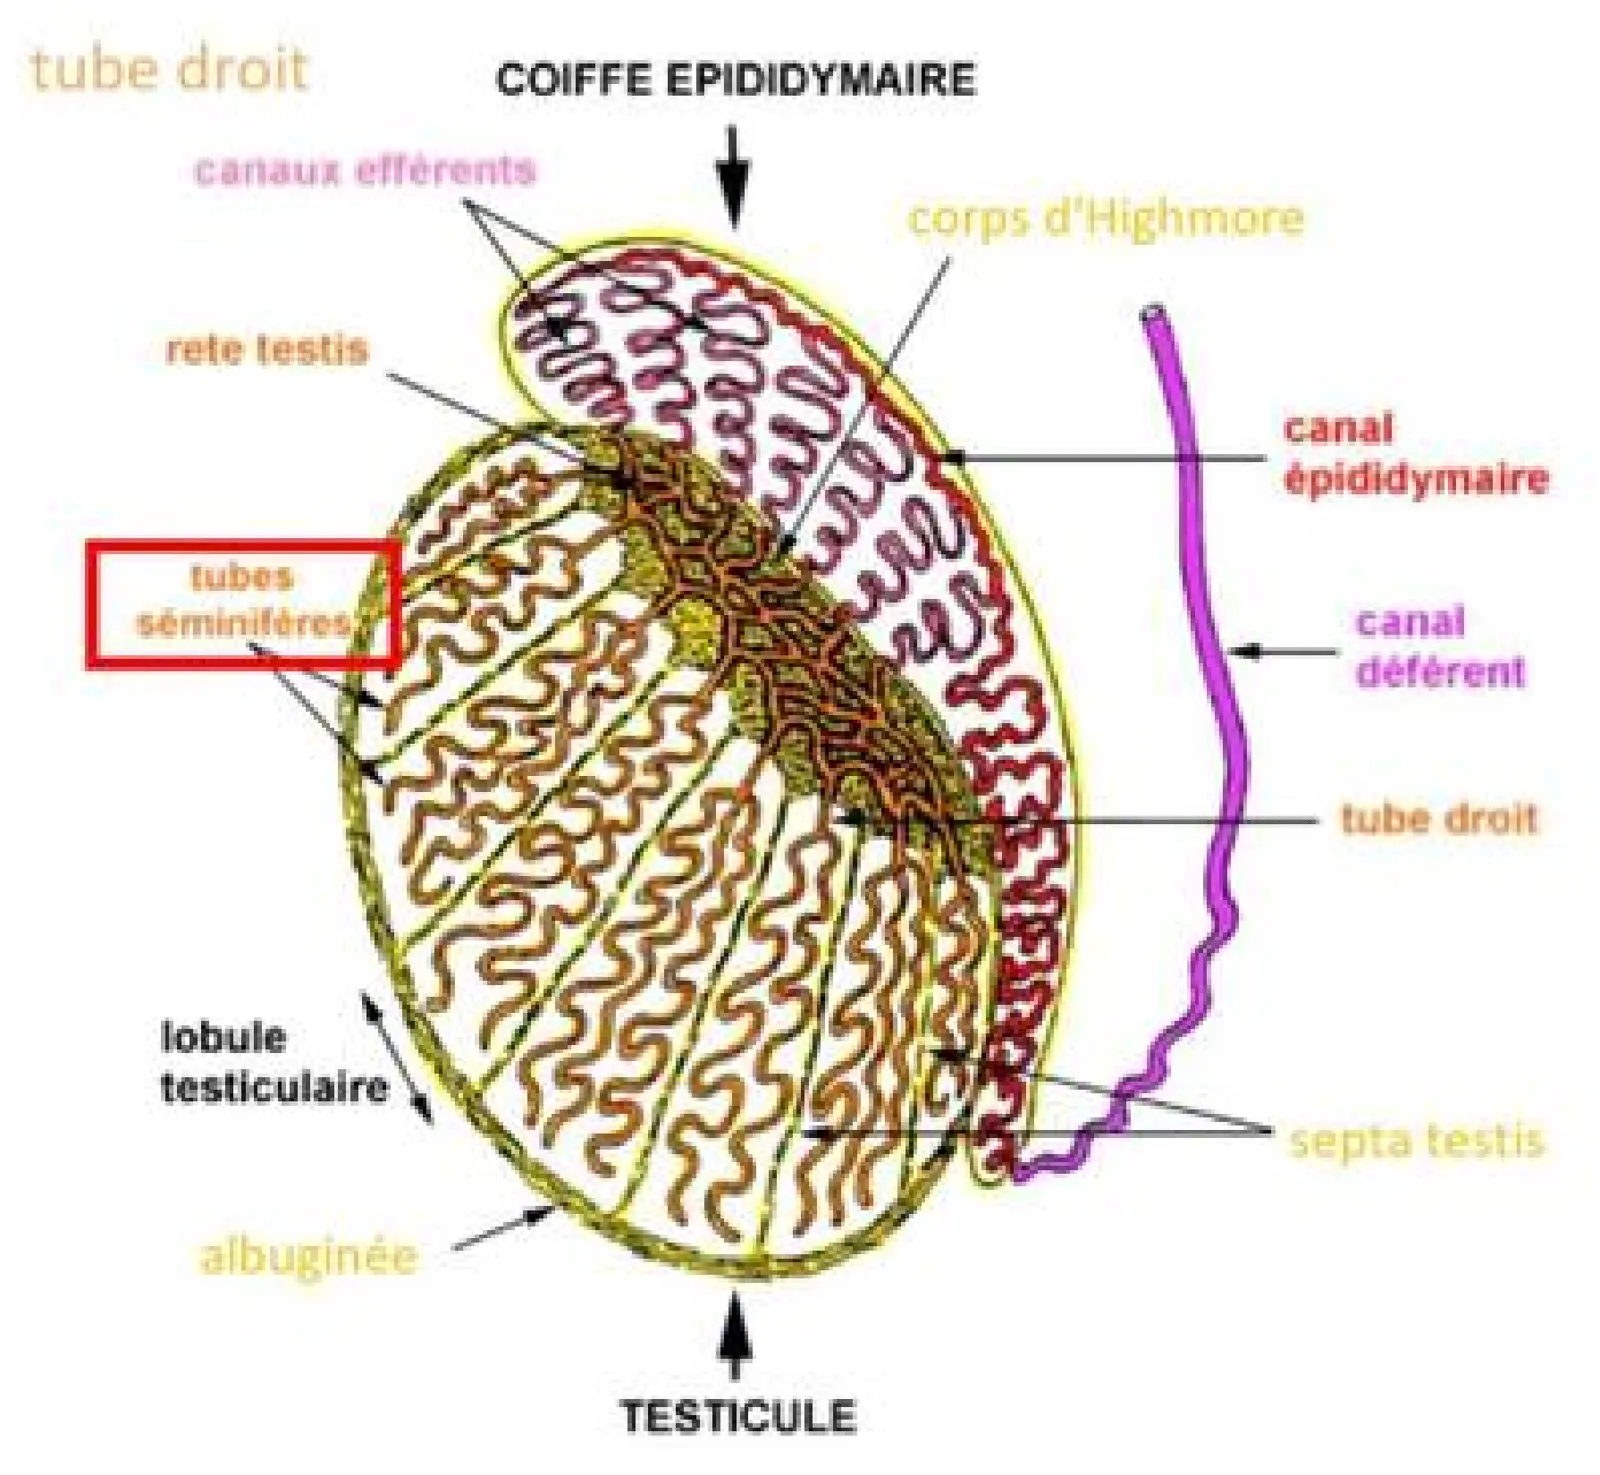 tube droit
COIFFE EPIDIDYMAIRE
canaux efférents
corps d'Highmore
rete testis
canal
épididymaire
tubes
séminifères
canal
déférent
tube droit
lobule
testiculaire
septa testis
albuginée
TESTICULE